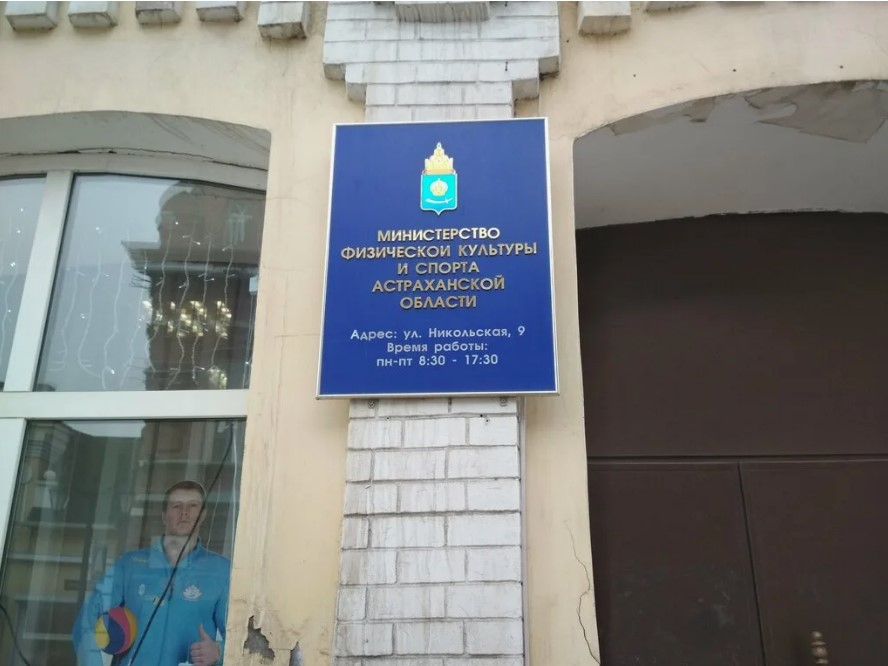 МИНИСТЕРСТВО
ФИЗИЧЕСКОЙ КУЛЬТУРЫ
И СПОРТА
АСТРАХАНСКОЙ
ОБЛАСТИ
Адрес: ул. Никольская, 9
Время работы:
пн-пт 8:30 - 17:30